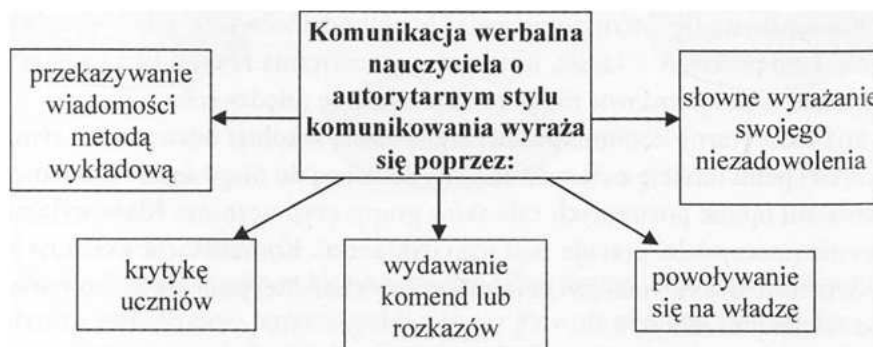 Komunikacja werbalna
nauczyciela o
autorytarnym stylu
komunikowania wyraża
się poprzez:
przekazywanie
wiadomości
metodą
wykładową
słowne wyrażanie
swojego
niezadowolenia
krytykę
uczniów
wydawanie
komend lub
rozkazów
powoływanie
się na władzę